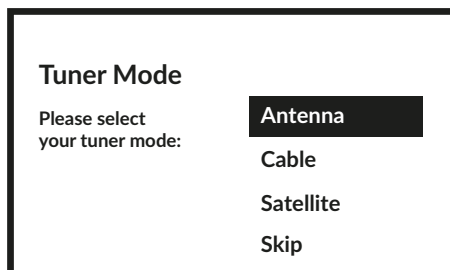 Tuner Mode
Please select
your tuner mode:
Antenna
Cable
Satellite
Skip